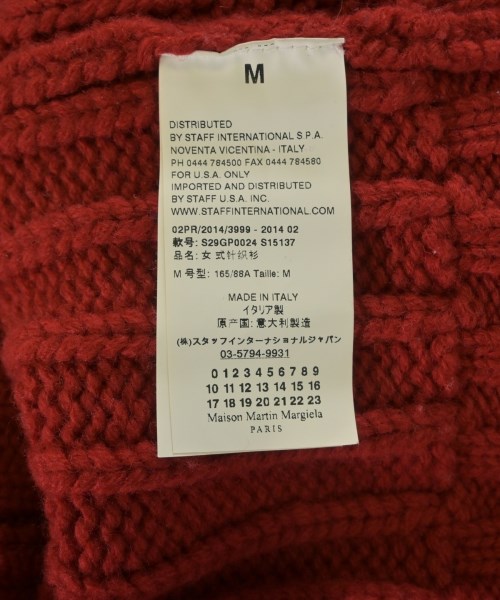 M
DISTRIBUTED
BY STAFF INTERNATIONAL S.P.A.
NOVENTA VICENTINA - ITALY
PH 0444 784500 FAX 0444 784580
FOR U.S.A. ONLY
IMPORTED AND DISTRIBUTED
BY STAFF U.S.A. INC.
WWW.STAFFINTERNATIONAL.COM
02PR/2014/3999 - 2014 02
款号: S29GP0024 S15137
品名: 女式针织衫
M 号型: 165/88A Taille: M
MADE IN ITALY
イタリア製
原产国: 意大利製造
(株)スタッフインターナショナルジャパン
03-5794-9931
0 1 2 3 4 5 6 7 8 9
10 11 12 13 14 15 16
17 18 19 20 21 22 23
Maison Martin Margiela
PARIS